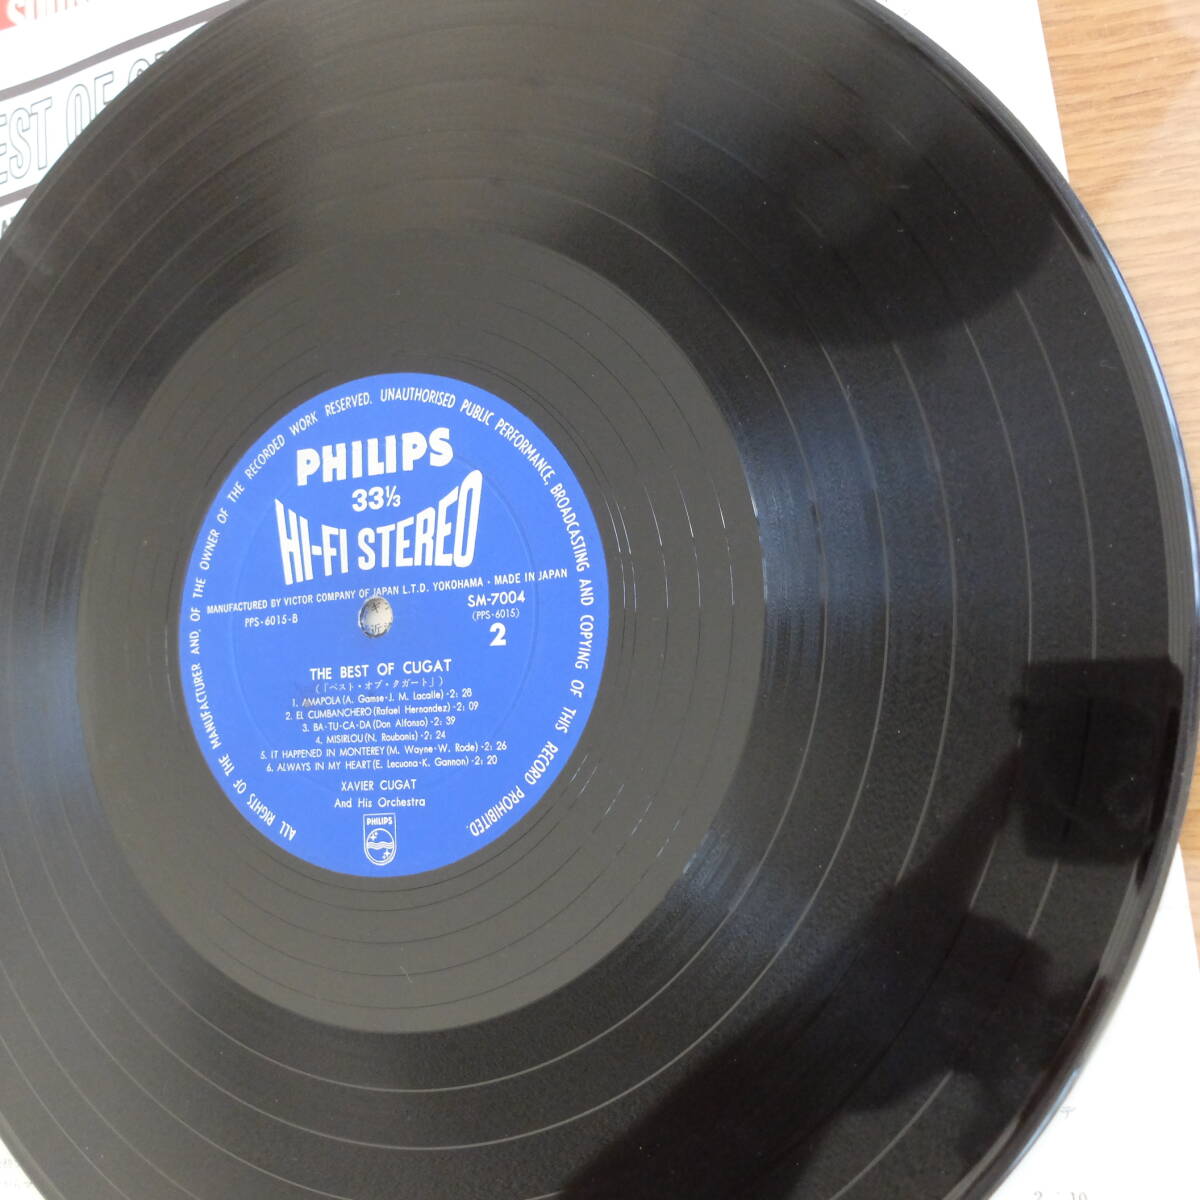 EST OF
ALL RIGHTS OF THE MANUFACTURER AND, OF THE OWNER OF THE RECORDED WORK RESERVED. UNAUTHORISED PUBLIC PERFORMANCE, BROADCASTING AND COPYING OF THIS RECORD PROHIBITED.
PHILIPS
33⅓
HI-FI STEREO
MANUFACTURED BY VICTOR COMPANY OF JAPAN L.T.D. YOKOHAMA · MADE IN JAPAN
PPS-6015-B
SM-7004
(PPS-6015)
2
THE BEST OF CUGAT
(「ベスト・オブ・クガート」)
1. AMAPOLA (A. Gamse-J. M. Lacalle)-2: 28
2. EL CUMBANCHERO (Rafael Hernandez)-2: 09
3. BA-TU-CA-DA (Don Alfonso)-2: 39
4. MISIRLOU (N. Roubanis)-2: 24
5. IT HAPPENED IN MONTEREY (M. Wayne-W. Rode)-2: 26
6. ALWAYS IN MY HEART (E. Lecuona-K. Gannon)-2: 20
XAVIER CUGAT
And His Orchestra
PHILIPS